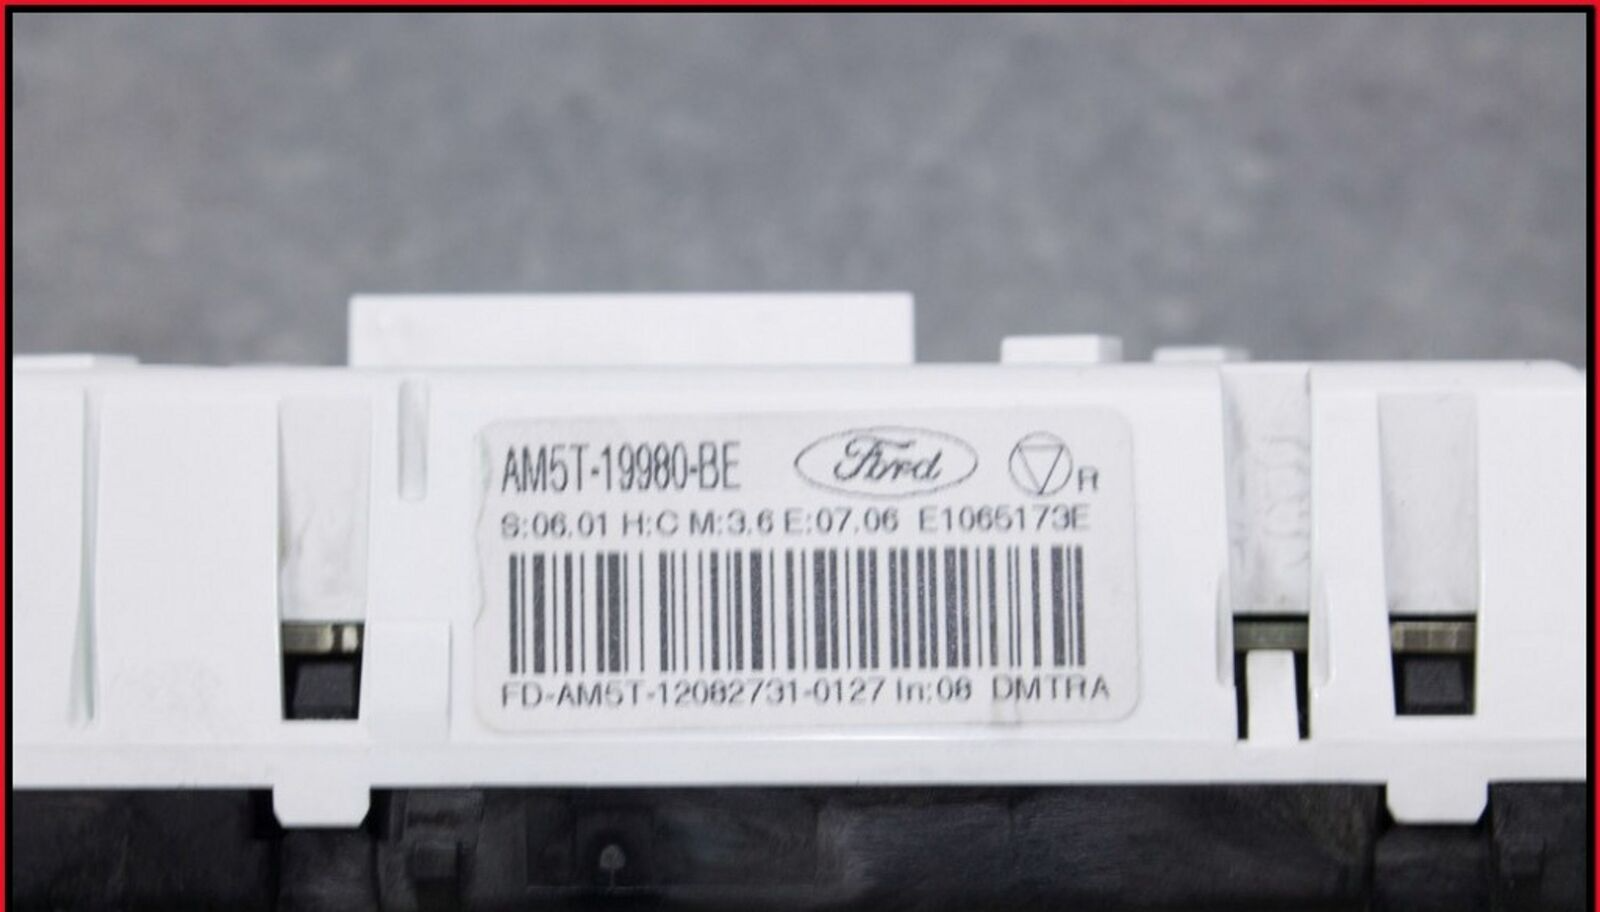 AM5T-19980-BE Ford R
S:06.01 H:C M:3.6 E:07.06 E1065173E
FD-AM5T-12082731-0127 In:08 DMTRA